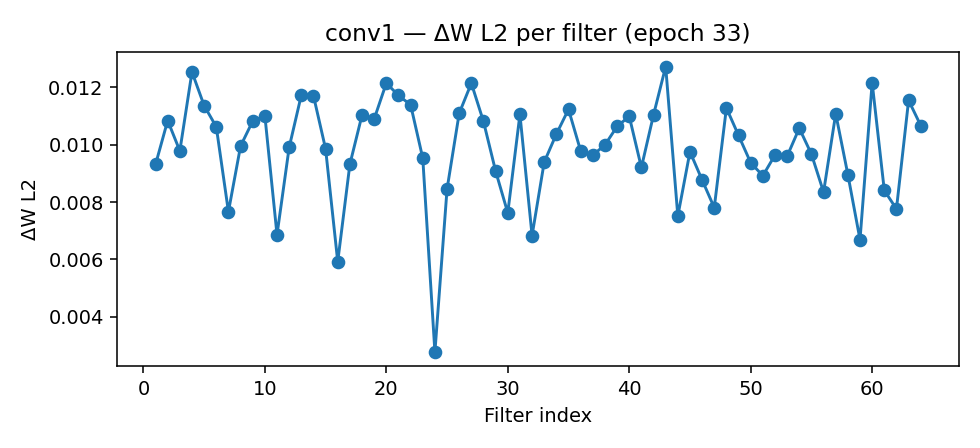 conv1 — ΔW L2 per filter (epoch 33)
ΔW L2
0.012
0.010
0.008
0.006
0.004
0 10 20 30 40 50 60
Filter index